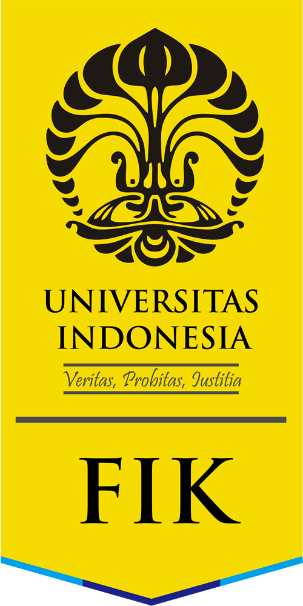 UNIVERSITAS
INDONESIA
Veritas, Probitas, Iustitia
FIK